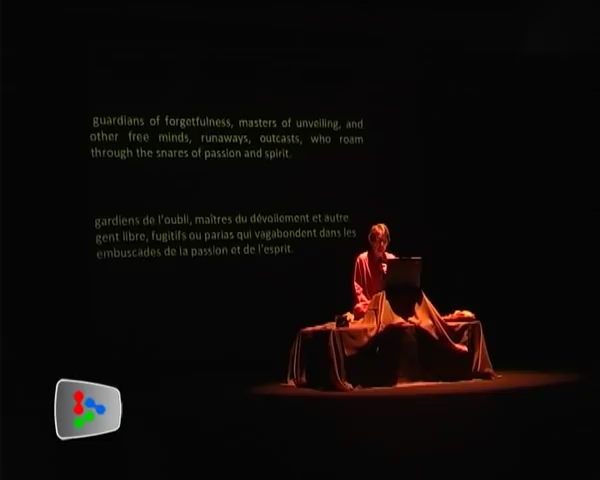 guardians of forgetfulness, masters of unveiling, and
other free minds, runaways, outcasts, who roam
through the snares of passion and spirit.
gardiens de l'oubli, maîtres du dévoilement et autre
gent libre, fugitifs ou parias qui vagabondent dans les
embuscades de la passion et de l'esprit.